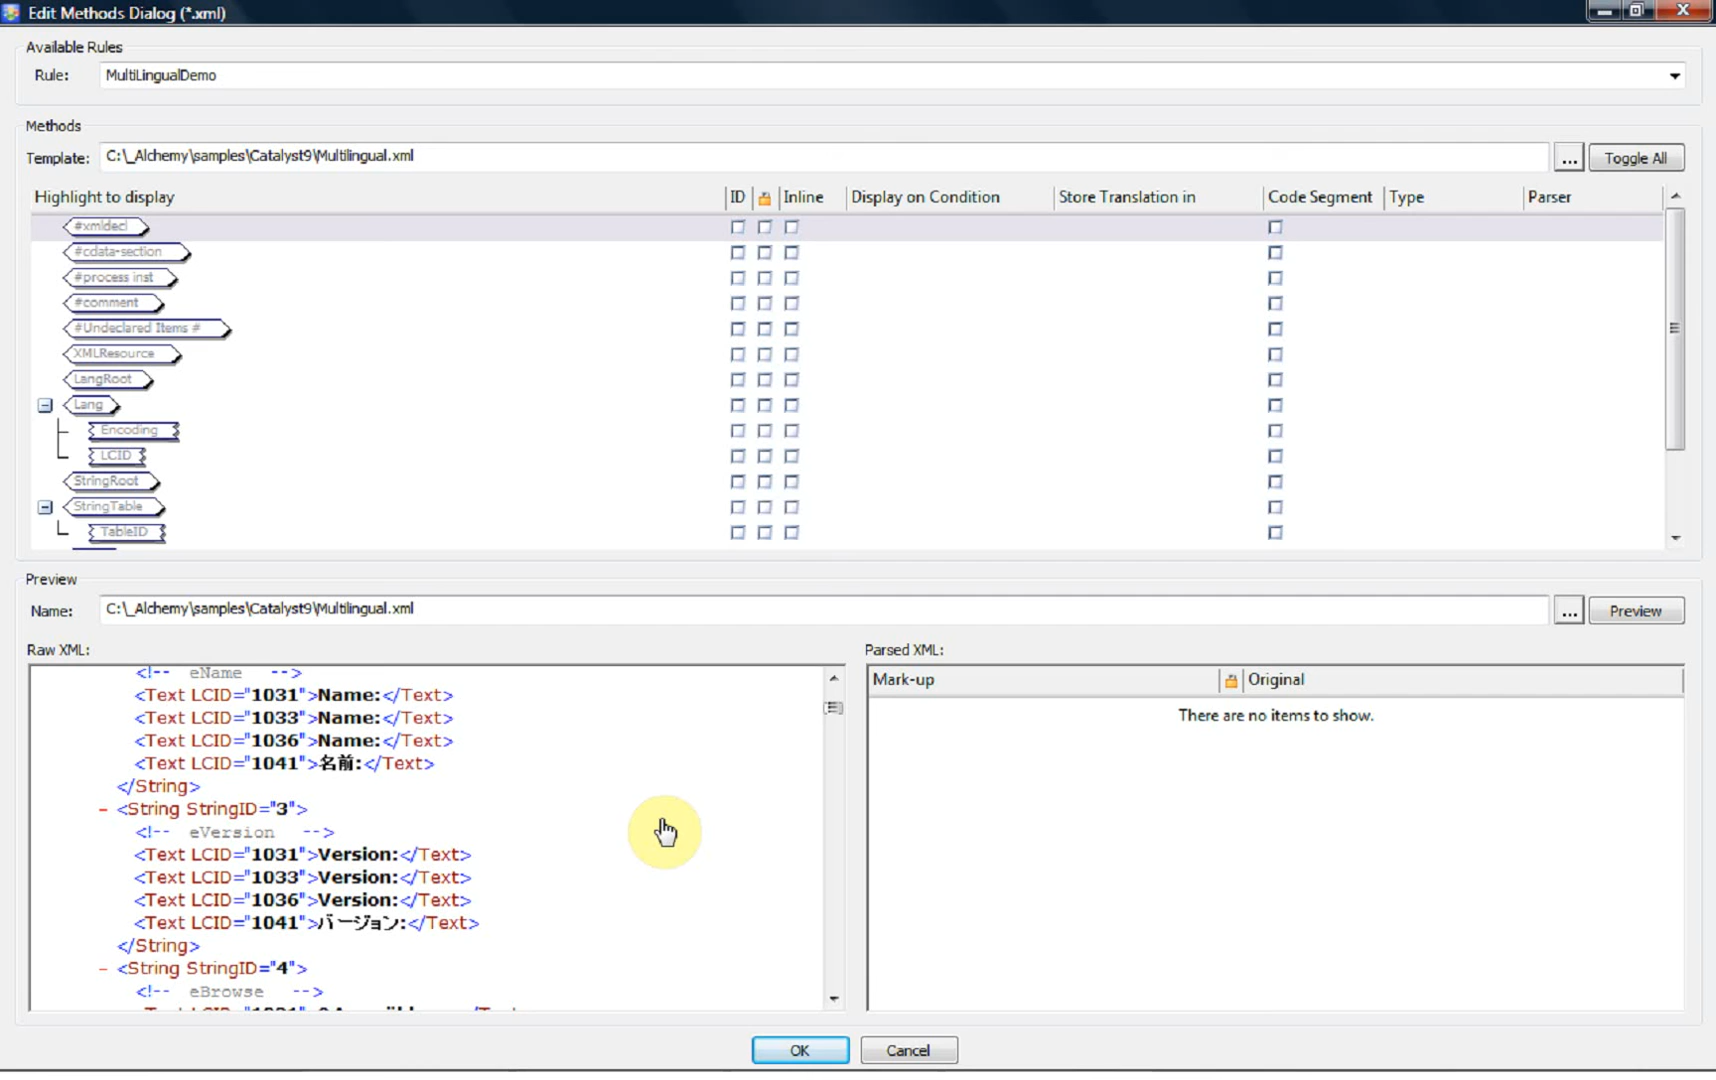 Edit Methods Dialog (*.xml)
Available Rules
Rule: MultiLingualDemo
Methods
Template: C:\_Alchemy\samples\Catalyst9\Multilingual.xml ... Toggle All
Highlight to display ID Inline Display on Condition Store Translation in Code Segment Type Parser
#xmldecl
#cdata-section
#process inst
#comment
#Undeclared Items #
XMLResource
LangRoot
Lang
Encoding
LCID
StringRoot
StringTable
TableID
Preview
Name: C:\_Alchemy\samples\Catalyst9\Multilingual.xml ... Preview
Raw XML:
<!-- eName -->
<Text LCID="1031">Name:</Text>
<Text LCID="1033">Name:</Text>
<Text LCID="1036">Name:</Text>
<Text LCID="1041">名前:</Text>
</String>
- <String StringID="3">
<!-- eVersion -->
<Text LCID="1031">Version:</Text>
<Text LCID="1033">Version:</Text>
<Text LCID="1036">Version:</Text>
<Text LCID="1041">バージョン:</Text>
</String>
- <String StringID="4">
<!-- eBrowse -->
Parsed XML:
Mark-up Original
There are no items to show.
OK Cancel